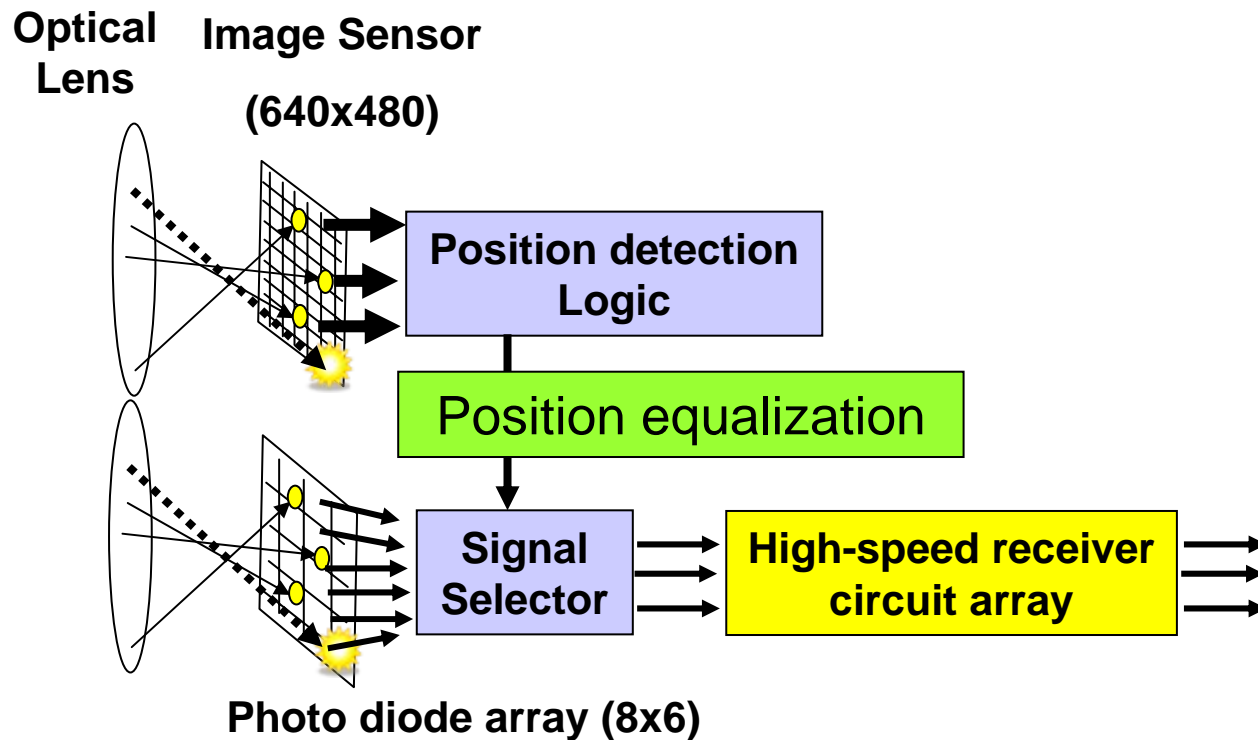 Optical
Lens
Image Sensor
(640x480)
Position detection
Logic
Position equalization
Signal
Selector
High-speed receiver
circuit array
Photo diode array (8x6)